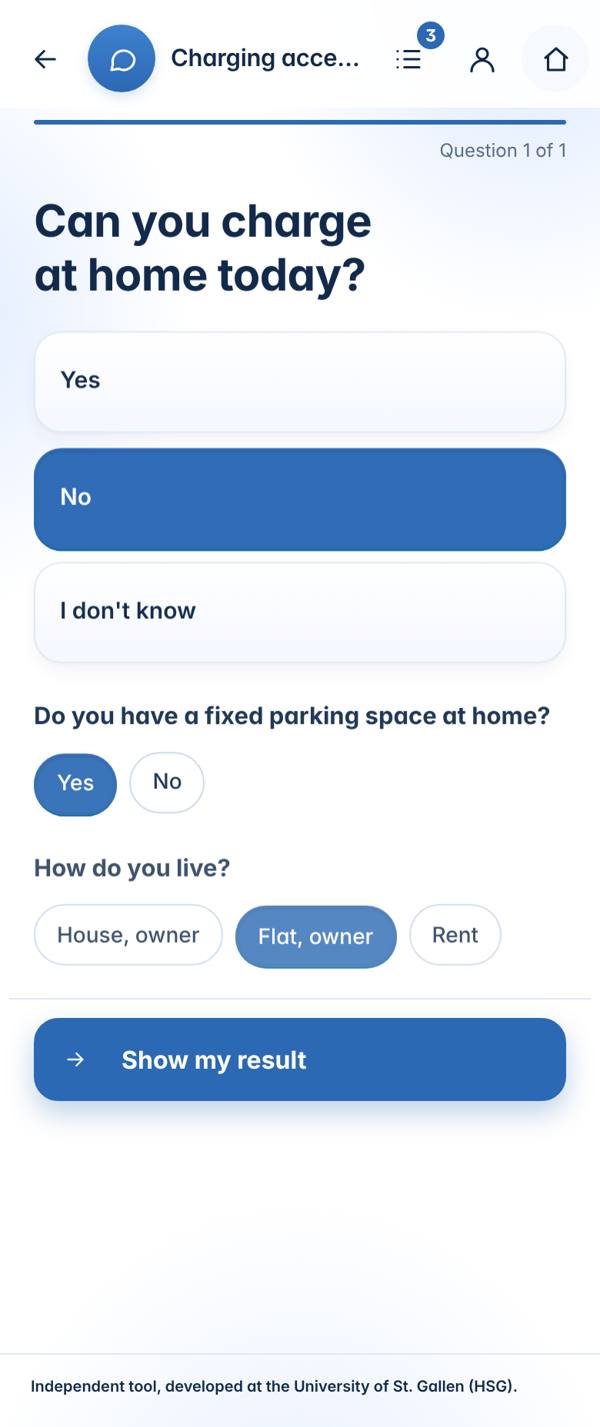 Charging acce...
3
Question 1 of 1
Can you charge
at home today?
Yes
No
I don't know
Do you have a fixed parking space at home?
Yes No
How do you live?
House, owner Flat, owner Rent
Show my result
Independent tool, developed at the University of St. Gallen (HSG).